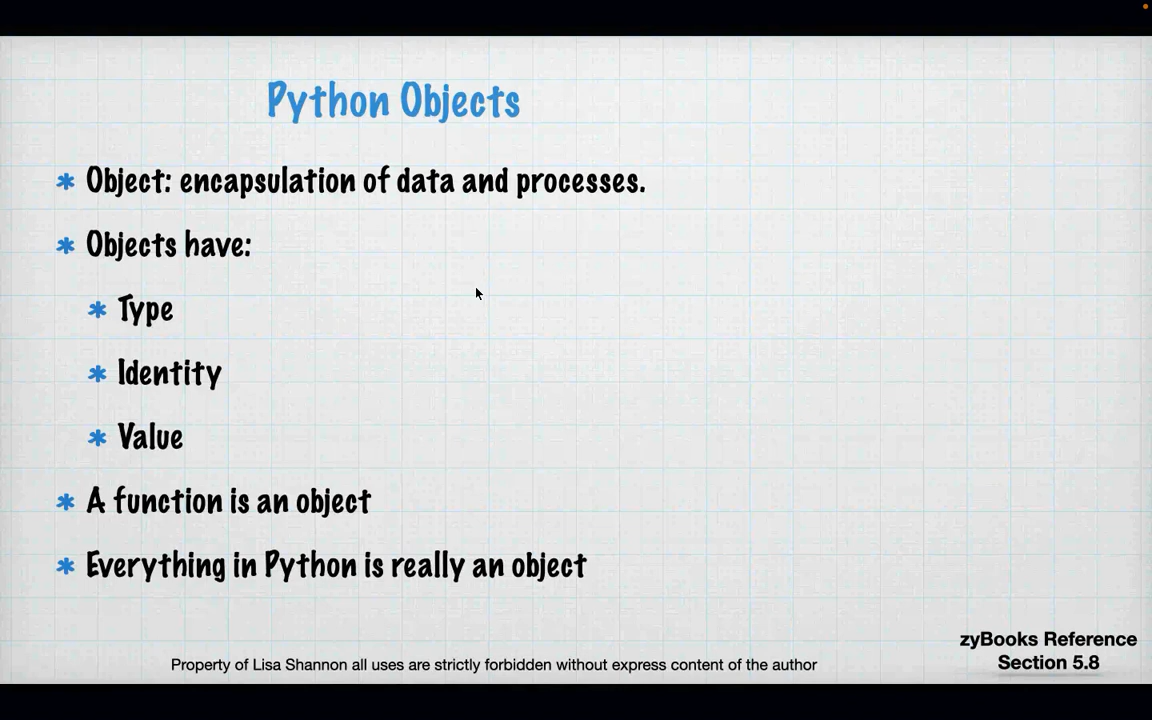 Python Objects
Object: encapsulation of data and processes.
Objects have:
Type
Identity
Value
A function is an object
Everything in Python is really an object
zyBooks Reference
Section 5.8
Property of Lisa Shannon all uses are strictly forbidden without express content of the author